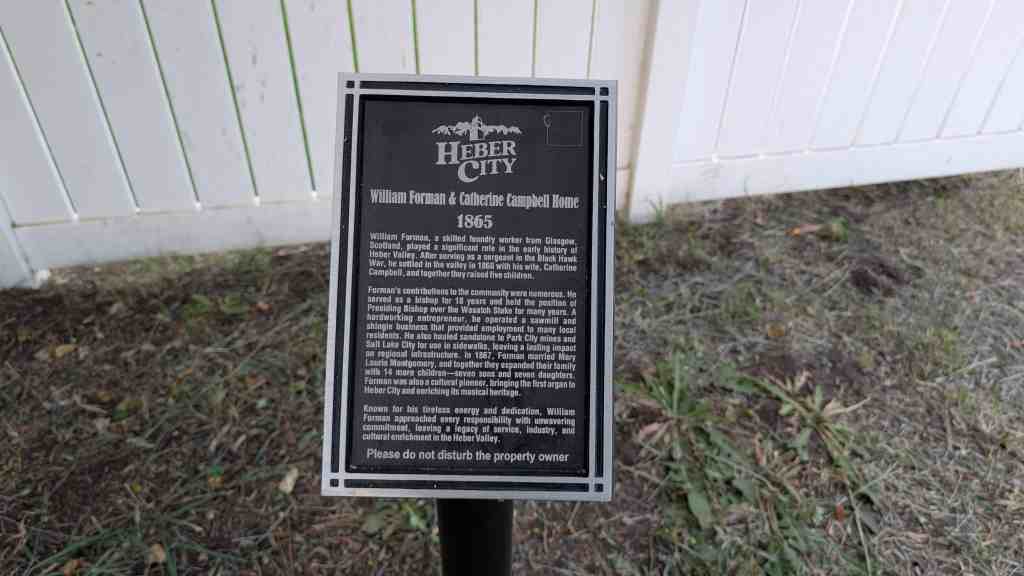 HEBER
CITY
William Forman & Catherine Campbell Home
1865
William Forman, a skilled foundry worker from Glasgow,
Scotland, played a significant role in the early history of
Heber Valley. After serving as a sergeant in the Black Hawk
War, he settled in the valley in 1860 with his wife, Catherine
Campbell, and together they raised five children.
Forman's contributions to the community were numerous. He
served as a bishop for 18 years and held the position of
Presiding Bishop over the Wasatch Stake for many years. A
hardworking entrepreneur, he operated a sawmill and
shingle business that provided employment to many local
residents. He also hauled sandstone to Park City mines and
Salt Lake City for use in sidewalks, leaving a lasting impact
on regional infrastructure. In 1867, Forman married Mary
Montgomery, and together they expanded their family
with 14 more children—seven sons and seven daughters.
Forman was also a cultural pioneer, bringing the first organ to
Heber City and enriching its musical heritage.
Known for his tireless energy and dedication, William
Forman approached every responsibility with unwavering
commitment, leaving a legacy of service, industry, and
cultural enrichment in the Heber Valley.
Please do not disturb the property owner